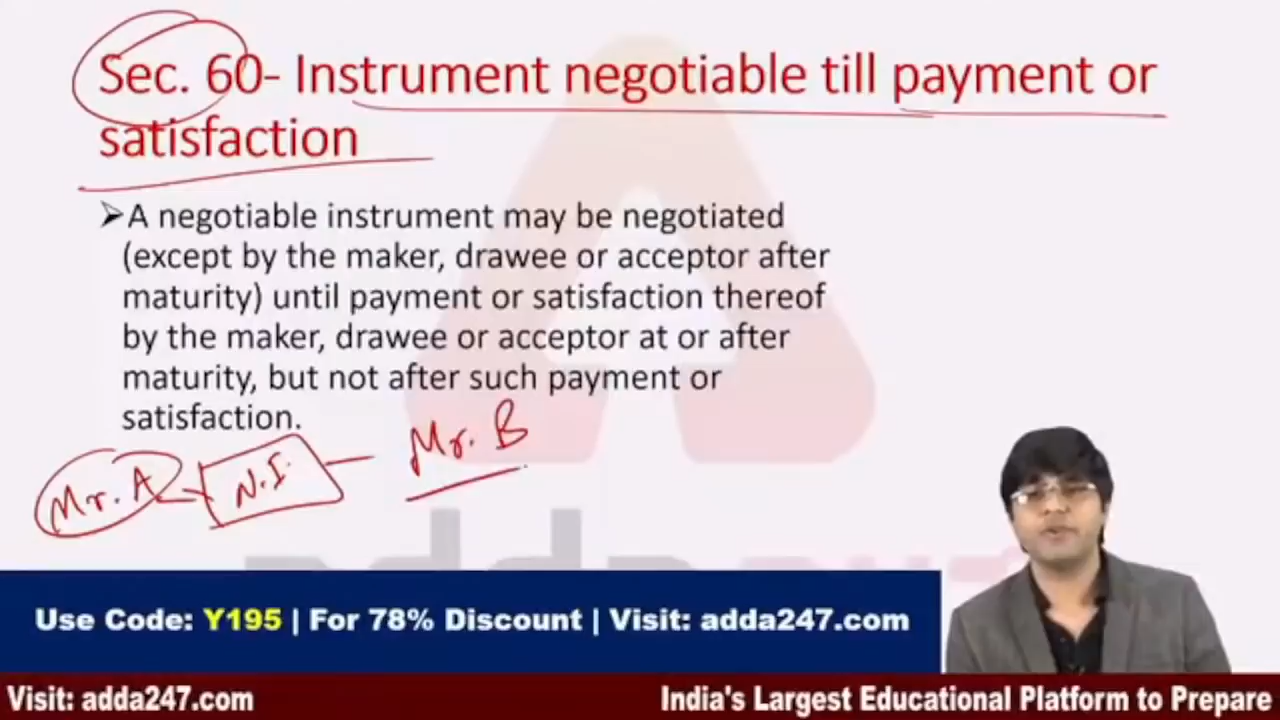 Sec. 60- Instrument negotiable till payment or
satisfaction
➢A negotiable instrument may be negotiated
(except by the maker, drawee or acceptor after
maturity) until payment or satisfaction thereof
by the maker, drawee or acceptor at or after
maturity, but not after such payment or
satisfaction.
Mr. A N.I. Mr. B
Use Code: Y195 | For 78% Discount | Visit: adda247.com
Visit: adda247.com
India's Largest Educational Platform to Prepare